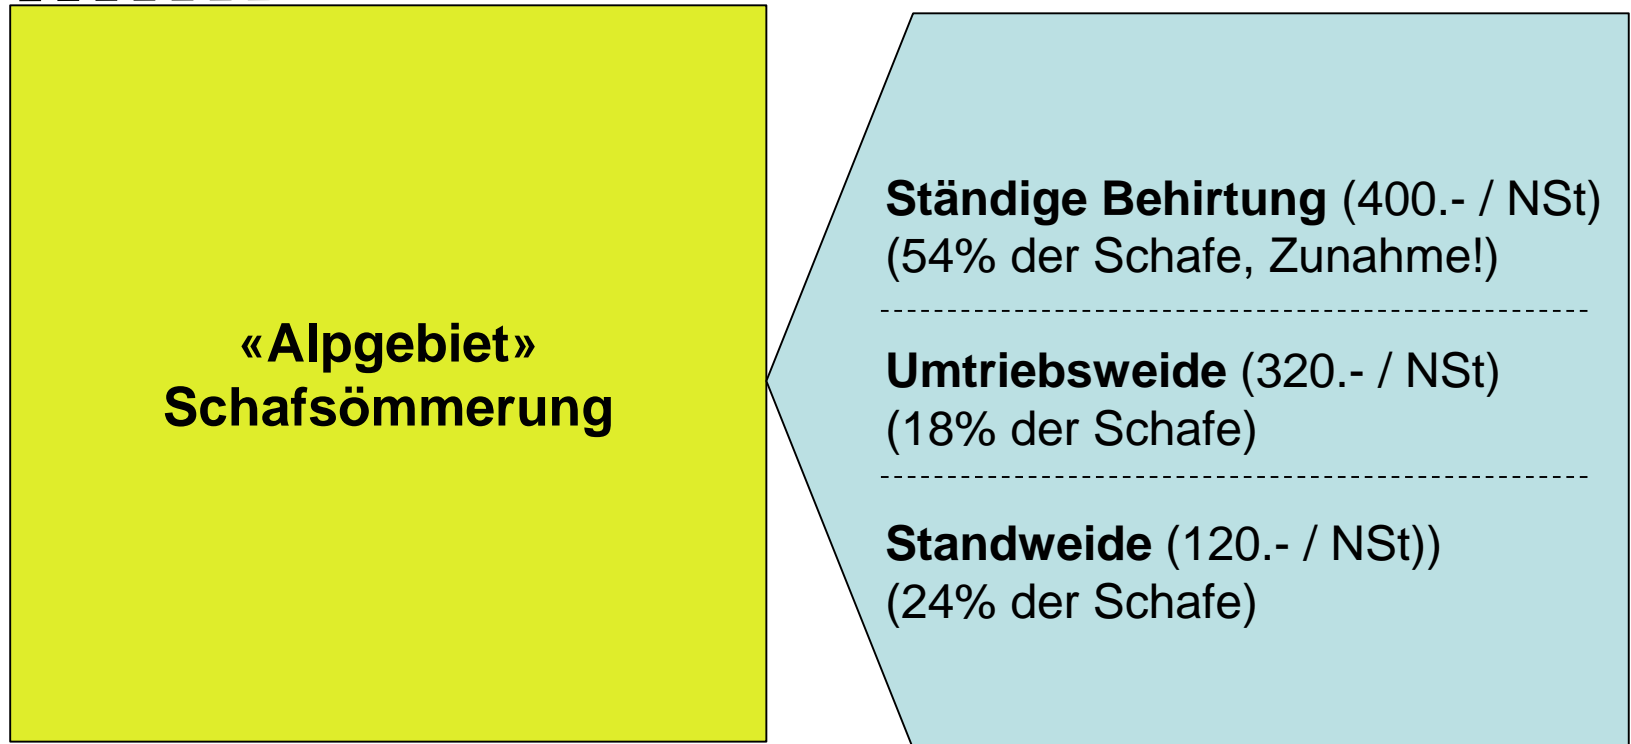 «Alpgebiet»
Schafsömmerung
Ständige Behirtung (400.- / NSt)
(54% der Schafe, Zunahme!)
Umtriebsweide (320.- / NSt)
(18% der Schafe)
Standweide (120.- / NSt))
(24% der Schafe)